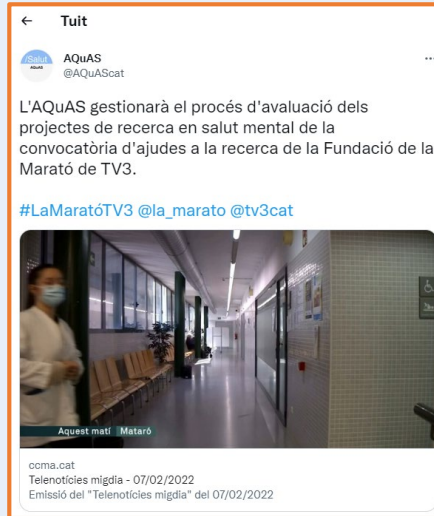 ← Tuit
/Salut
AQuAS
AQuAS
@AQuAScat
...
L'AQuAS gestionarà el procés d'avaluació dels
projectes de recerca en salut mental de la
convocatòria d'ajudes a la recerca de la Fundació de la
Marató de TV3.
#LaMaratóTV3 @la_marato @tv3cat
Aquest matí Mataró
ccma.cat
Telenotícies migdia - 07/02/2022
Emissió del "Telenotícies migdia" del 07/02/2022